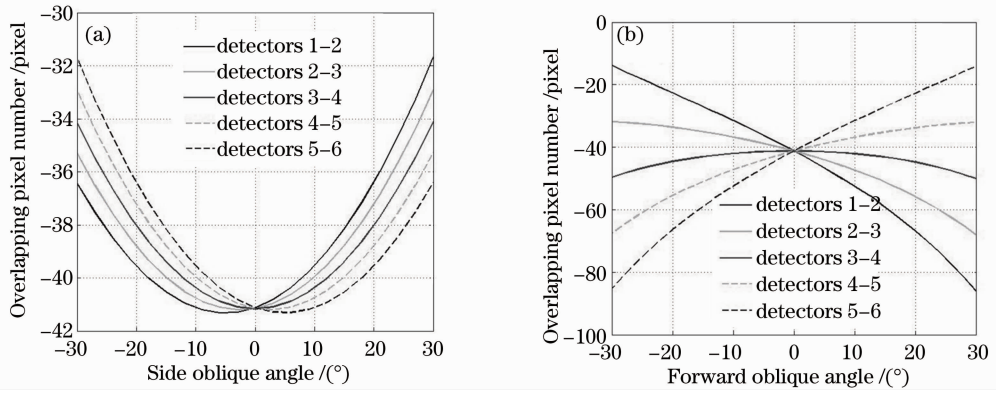 (a)
Overlapping pixel number /pixel
−30
−32
−34
−36
−38
−40
−42
detectors 1–2
detectors 2–3
detectors 3–4
detectors 4–5
detectors 5–6
−30 −20 −10 0 10 20 30
Side oblique angle /(°)
(b)
Overlapping pixel number /pixel
0
−20
−40
−60
−80
−100
detectors 1–2
detectors 2–3
detectors 3–4
detectors 4–5
detectors 5–6
−30 −20 −10 0 10 20 30
Forward oblique angle /(°)